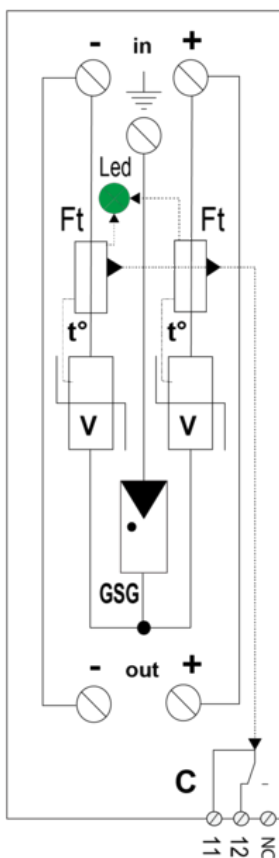 - in +
Led
Ft Ft
t° t°
V V
GSG
- out +
C
11 12 NC